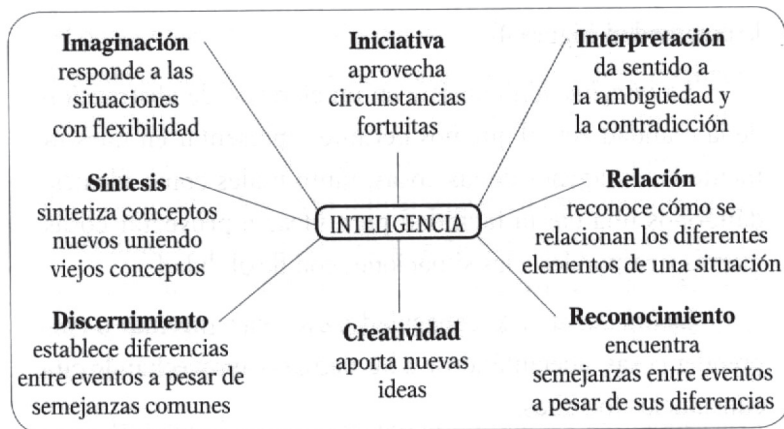 Imaginación
responde a las
situaciones
con flexibilidad
Iniciativa
aprovecha
circunstancias
fortuitas
Interpretación
da sentido a
la ambigüedad y
la contradicción
Síntesis
sintetiza conceptos
nuevos uniendo
viejos conceptos
INTELIGENCIA
Relación
reconoce cómo se
relacionan los diferentes
elementos de una situación
Discernimiento
establece diferencias
entre eventos a pesar de
semejanzas comunes
Creatividad
aporta nuevas
ideas
Reconocimiento
encuentra
semejanzas entre eventos
a pesar de sus diferencias